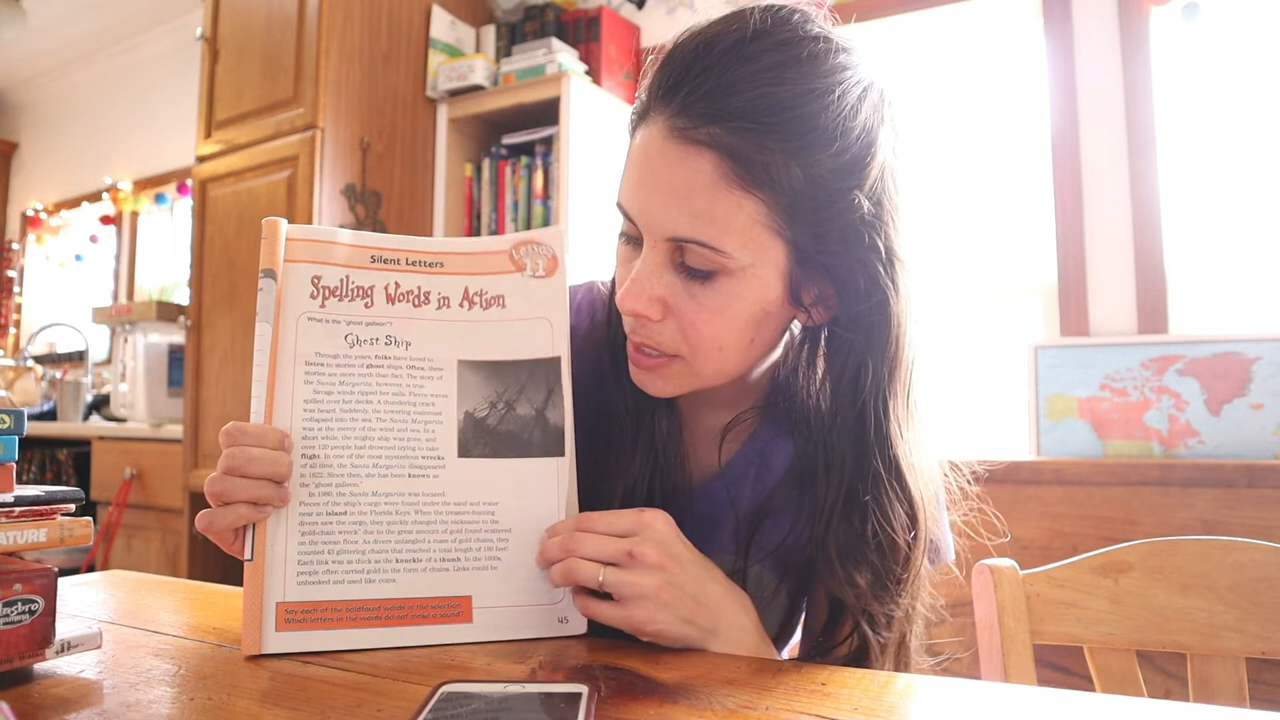 Silent Letters
Lesson
11
Spelling Words in Action
What is the "ghost galleon"?
Ghost Ship
Through the years, folks have loved to
listen to stories of ghost ships. Often, these
stories are more myth than fact. The story of
the Santa Margarita, however, is true.
Savage winds ripped her sails. Fierce waves
spilled over her decks. A thundering crack
was heard. Suddenly, the towering mainmast
collapsed into the sea. The Santa Margarita
was at the mercy of the wind and sea. In a
short while, the mighty ship was gone, and
over 120 people had drowned trying to take
flight. In one of the most mysterious wrecks
of all time, the Santa Margarita disappeared
in 1622. Since then, she has been known as
the "ghost galleon."
In 1980, the Santa Margarita was located.
Pieces of the ship's cargo were found under the sand and water
near an island in the Florida Keys. When the treasure-hunting
divers saw the cargo, they quickly changed the nickname to the
"gold-chain wreck" due to the great amount of gold found scattered
on the ocean floor. As divers untangled a mass of gold chains, they
counted 43 glittering chains that reached a total length of 180 feet!
Each link was as thick as the knuckle of a thumb. In the 1600s,
people often carried gold in the form of chains. Links could be
unhooked and used like coins.
Say each of the boldfaced words in the selection.
Which letters in the words do not make a sound?
45
ATURE
Hasbro
gaming